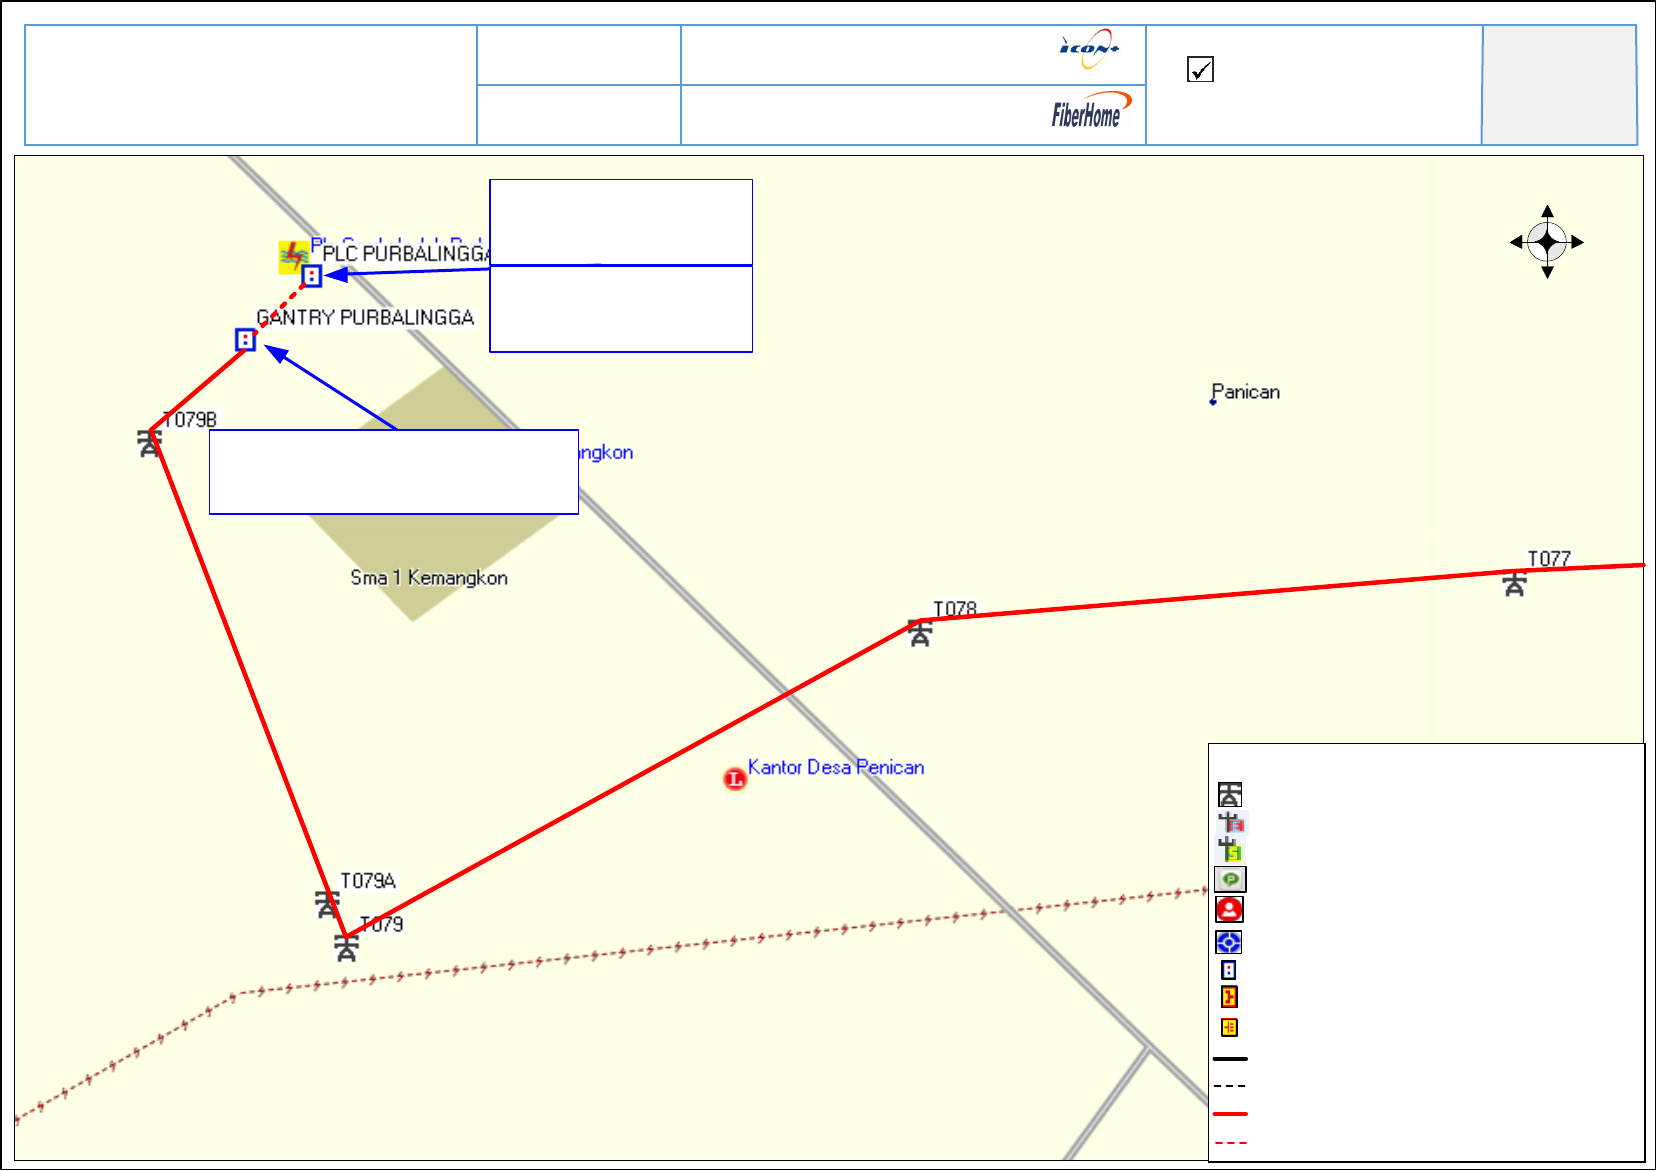 icon+
FiberHome
PLC PURBALINGGA
GANTRY PURBALINGGA
Panican
T079B
ngkon
T077
Sma 1 Kemangkon
T078
Kantor Desa Penican
L
T079A
T079
P